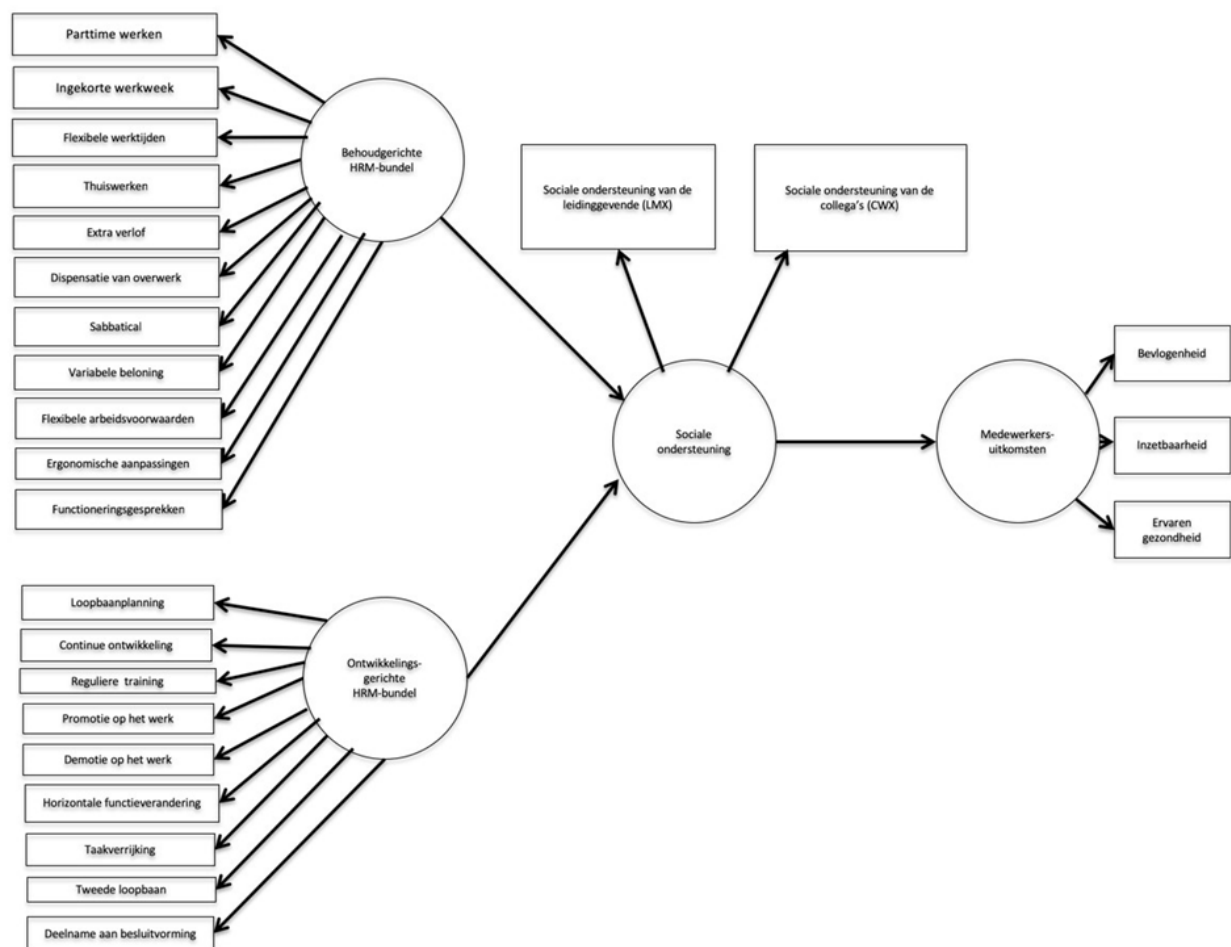 Parttime werken
Ingekorte werkweek
Flexibele werktijden
Thuiswerken
Extra verlof
Dispensatie van overwerk
Sabbatical
Variabele beloning
Flexibele arbeidsvoorwaarden
Ergonomische aanpassingen
Functioneringsgesprekken
Behoudgerichte
HRM-bundel
Sociale ondersteuning van de
leidinggevende (LMX)
Sociale ondersteuning van de
collega's (CWX)
Sociale
ondersteuning
Medewerkers-
uitkomsten
Bevlogenheid
Inzetbaarheid
Ervaren
gezondheid
Loopbaanplanning
Continue ontwikkeling
Reguliere training
Promotie op het werk
Demotie op het werk
Horizontale functieverandering
Taakverrijking
Tweede loopbaan
Deelname aan besluitvorming
Ontwikkelings-
gerichte
HRM-bundel